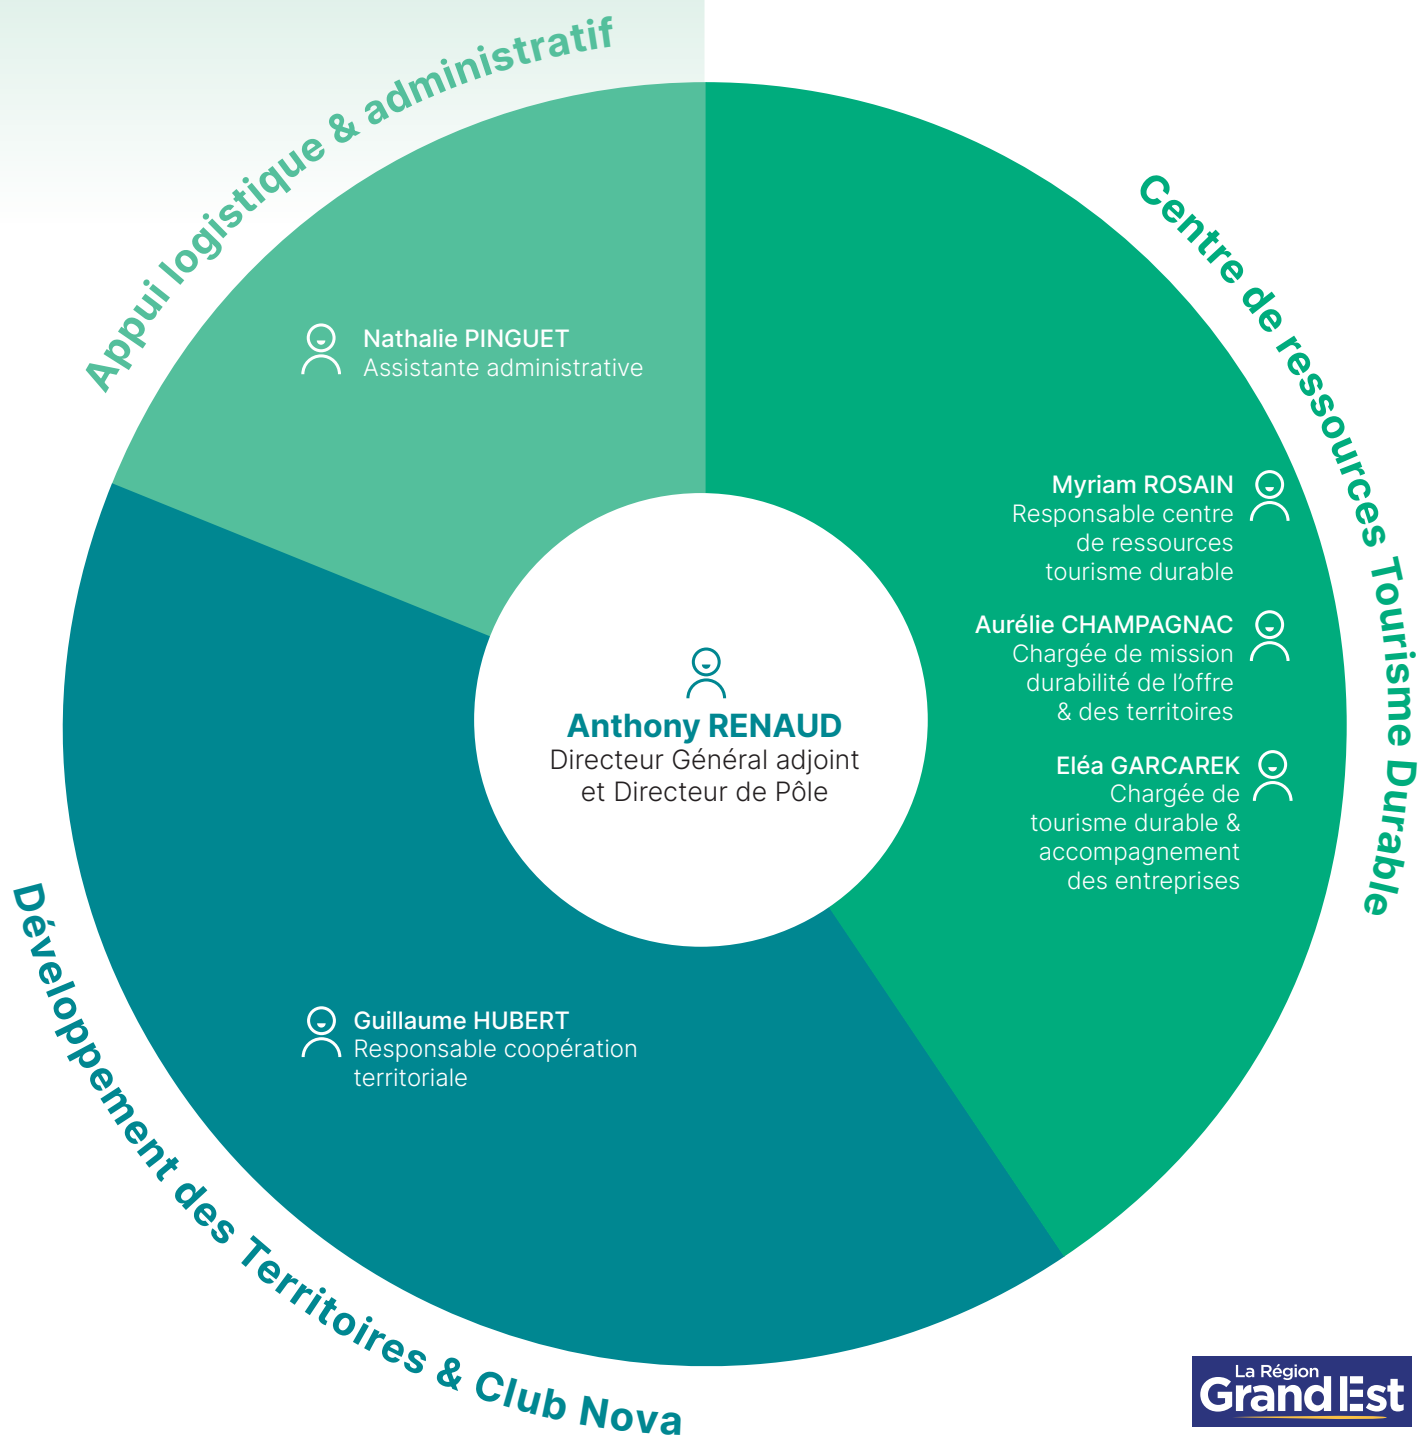 Appui logistique & administratif
Nathalie PINGUET
Assistante administrative
Centre de ressources Tourisme Durable
Myriam ROSAIN
Responsable centre
de ressources
tourisme durable
Aurélie CHAMPAGNAC
Chargée de mission
durabilité de l’offre
& des territoires
Eléa GARCAREK
Chargée de
tourisme durable &
accompagnement
des entreprises
Anthony RENAUD
Directeur Général adjoint
et Directeur de Pôle
Guillaume HUBERT
Responsable coopération
territoriale
Développement des Territoires & Club Nova
La Région
Grand Est